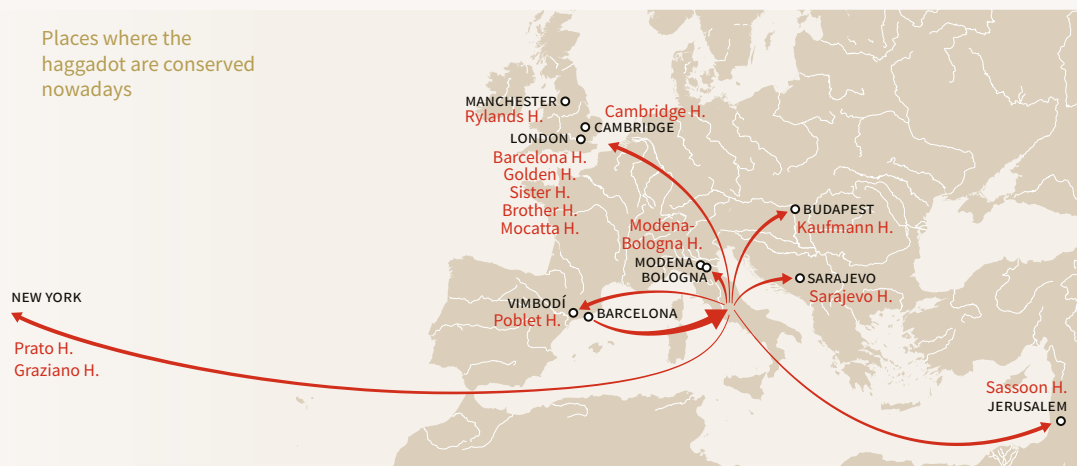 Places where the
haggadot are conserved
nowadays
MANCHESTER
Rylands H.
Cambridge H.
CAMBRIDGE
LONDON
Barcelona H.
Golden H.
Sister H.
Brother H.
Mocatta H.
BUDAPEST
Kaufmann H.
Modena-
Bologna H.
MODENA
BOLOGNA
SARAJEVO
Sarajevo H.
NEW YORK
Prato H.
Graziano H.
VIMBODÍ
Poblet H.
BARCELONA
Sassoon H.
JERUSALEM